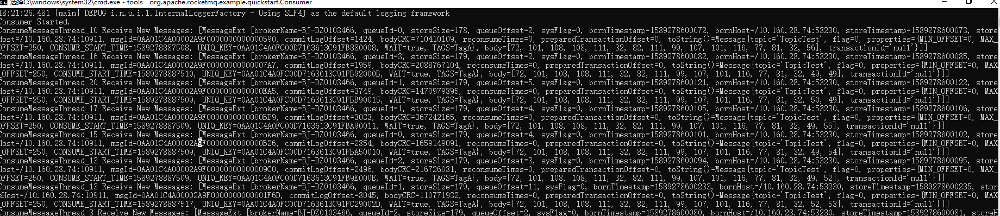 选择C:\windows\system32\cmd.exe - tools  org.apache.rocketmq.example.quickstart.Consumer
18:21:26.481 [main] DEBUG i.n.u.i.l.InternalLoggerFactory - Using SLF4J as the default logging framework
Consumer Started.
ConsumeMessageThread_10 Receive New Messages: [MessageExt [brokerName=BJ-DZ0103466, queueId=0, storeSize=178, queueOffset=2, sysFlag=0, bornTimestamp=1589278600072, bornHost=/10.160.28.74:53230, storeTimestamp=1589278600073, store
Host=/10.160.28.74:10911, msgId=0AA01C4A00002A9F0000000000000590, commitLogOffset=1424, bodyCRC=710410109, reconsumeTimes=0, preparedTransactionOffset=0, toString()=Message{topic='TopicTest', flag=0, properties={MIN_OFFSET=0, MAX_
OFFSET=250, CONSUME_START_TIME=1589278887508, UNIQ_KEY=0AA01C4A0FC00D7163613C91FB880008, WAIT=true, TAGS=TagA}, body=[72, 101, 108, 108, 111, 32, 82, 111, 99, 107, 101, 116, 77, 81, 32, 56], transactionId='null'}]]
ConsumeMessageThread_16 Receive New Messages: [MessageExt [brokerName=BJ-DZ0103466, queueId=3, storeSize=179, queueOffset=2, sysFlag=0, bornTimestamp=1589278600082, bornHost=/10.160.28.74:53230, storeTimestamp=1589278600085, store
Host=/10.160.28.74:10911, msgId=0AA01C4A00002A9F00000000000007A7, commitLogOffset=1959, bodyCRC=2088767104, reconsumeTimes=0, preparedTransactionOffset=0, toString()=Message{topic='TopicTest', flag=0, properties={MIN_OFFSET=0, MAX
_OFFSET=250, CONSUME_START_TIME=1589278887510, UNIQ_KEY=0AA01C4A0FC00D7163613C91FB92000B, WAIT=true, TAGS=TagA}, body=[72, 101, 108, 108, 111, 32, 82, 111, 99, 107, 101, 116, 77, 81, 32, 49, 49], transactionId='null'}]]
ConsumeMessageThread_20 Receive New Messages: [MessageExt [brokerName=BJ-DZ0103466, queueId=1, storeSize=179, queueOffset=5, sysFlag=0, bornTimestamp=1589278600121, bornHost=/10.160.28.74:53230, storeTimestamp=1589278600122, store
Host=/10.160.28.74:10911, msgId=0AA01C4A00002A9F0000000000000EA5, commitLogOffset=3749, bodyCRC=1470979395, reconsumeTimes=0, preparedTransactionOffset=0, toString()=Message{topic='TopicTest', flag=0, properties={MIN_OFFSET=0, MAX
_OFFSET=250, CONSUME_START_TIME=1589278887509, UNIQ_KEY=0AA01C4A0FC00D7163613C91FBB90015, WAIT=true, TAGS=TagA}, body=[72, 101, 108, 108, 111, 32, 82, 111, 99, 107, 101, 116, 77, 81, 32, 50, 49], transactionId='null'}]]
ConsumeMessageThread_17 Receive New Messages: [MessageExt [brokerName=BJ-DZ0103466, queueId=1, storeSize=179, queueOffset=4, sysFlag=0, bornTimestamp=1589278600105, bornHost=/10.160.28.74:53230, storeTimestamp=1589278600106, store
Host=/10.160.28.74:10911, msgId=0AA01C4A00002A9F0000000000000BD9, commitLogOffset=3033, bodyCRC=367242165, reconsumeTimes=0, preparedTransactionOffset=0, toString()=Message{topic='TopicTest', flag=0, properties={MIN_OFFSET=0, MAX_
OFFSET=250, CONSUME_START_TIME=1589278887509, UNIQ_KEY=0AA01C4A0FC00D7163613C91FBA90011, WAIT=true, TAGS=TagA}, body=[72, 101, 108, 108, 111, 32, 82, 111, 99, 107, 101, 116, 77, 81, 32, 49, 55], transactionId='null'}]]
ConsumeMessageThread_15 Receive New Messages: [MessageExt [brokerName=BJ-DZ0103466, queueId=0, storeSize=179, queueOffset=4, sysFlag=0, bornTimestamp=1589278600101, bornHost=/10.160.28.74:53230, storeTimestamp=1589278600102, store
Host=/10.160.28.74:10911, msgId=0AA01C4A00002A9F0000000000000B26, commitLogOffset=2854, bodyCRC=1659149091, reconsumeTimes=0, preparedTransactionOffset=0, toString()=Message{topic='TopicTest', flag=0, properties={MIN_OFFSET=0, MAX
_OFFSET=250, CONSUME_START_TIME=1589278887509, UNIQ_KEY=0AA01C4A0FC00D7163613C91FBA50010, WAIT=true, TAGS=TagA}, body=[72, 101, 108, 108, 111, 32, 82, 111, 99, 107, 101, 116, 77, 81, 32, 49, 54], transactionId='null'}]]
ConsumeMessageThread_13 Receive New Messages: [MessageExt [brokerName=BJ-DZ0103466, queueId=2, storeSize=179, queueOffset=3, sysFlag=0, bornTimestamp=1589278600094, bornHost=/10.160.28.74:53230, storeTimestamp=1589278600095, store
Host=/10.160.28.74:10911, msgId=0AA01C4A00002A9F00000000000009C0, commitLogOffset=2496, bodyCRC=216726031, reconsumeTimes=0, preparedTransactionOffset=0, toString()=Message{topic='TopicTest', flag=0, properties={MIN_OFFSET=0, MAX_
OFFSET=250, CONSUME_START_TIME=1589278887509, UNIQ_KEY=0AA01C4A0FC00D7163613C91FB9E000E, WAIT=true, TAGS=TagA}, body=[72, 101, 108, 108, 111, 32, 82, 111, 99, 107, 101, 116, 77, 81, 32, 49, 52], transactionId='null'}]]
ConsumeMessageThread_13 Receive New Messages: [MessageExt [brokerName=BJ-DZ0103466, queueId=1, storeSize=179, queueOffset=11, sysFlag=0, bornTimestamp=1589278600233, bornHost=/10.160.28.74:53230, storeTimestamp=1589278600235, stor
eHost=/10.160.28.74:10911, msgId=0AA01C4A00002A9F0000000000001F6D, commitLogOffset=8045, bodyCRC=110771932, reconsumeTimes=0, preparedTransactionOffset=0, toString()=Message{topic='TopicTest', flag=0, properties={MIN_OFFSET=0, MAX
_OFFSET=250, CONSUME_START_TIME=1589278887517, UNIQ_KEY=0AA01C4A0FC00D7163613C91FC29002D, WAIT=true, TAGS=TagA}, body=[72, 101, 108, 108, 111, 32, 82, 111, 99, 107, 101, 116, 77, 81, 32, 52, 53], transactionId='null'}]]
ConsumeMessageThread_8 Receive New Messages: [MessageExt [brokerName=BJ-DZ0103466, queueId=2, storeSize=179, queueOffset=2, sysFlag=0, bornTimestamp=1589278600080, bornHost=/10.160.28.74:53230, storeTimestamp=1589278600081, storeH